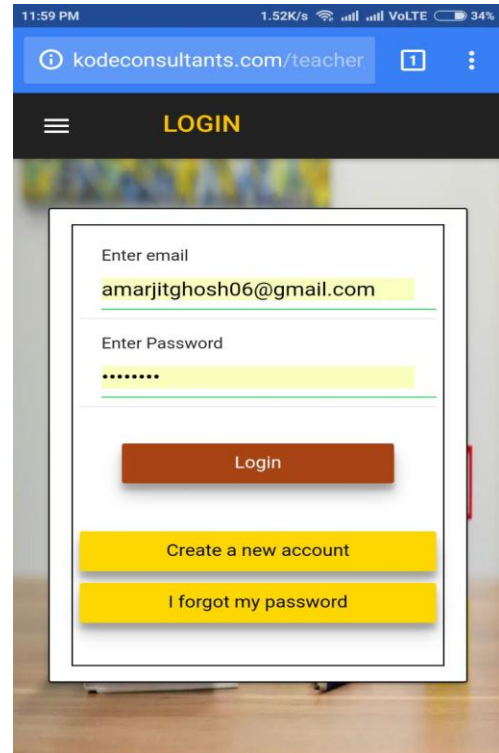 11:59 PM 1.52K/s VoLTE 34%
kodeconsultants.com/teacher 1
LOGIN
Enter email
amarjitghosh06@gmail.com
Enter Password
••••••••
Login
Create a new account
I forgot my password